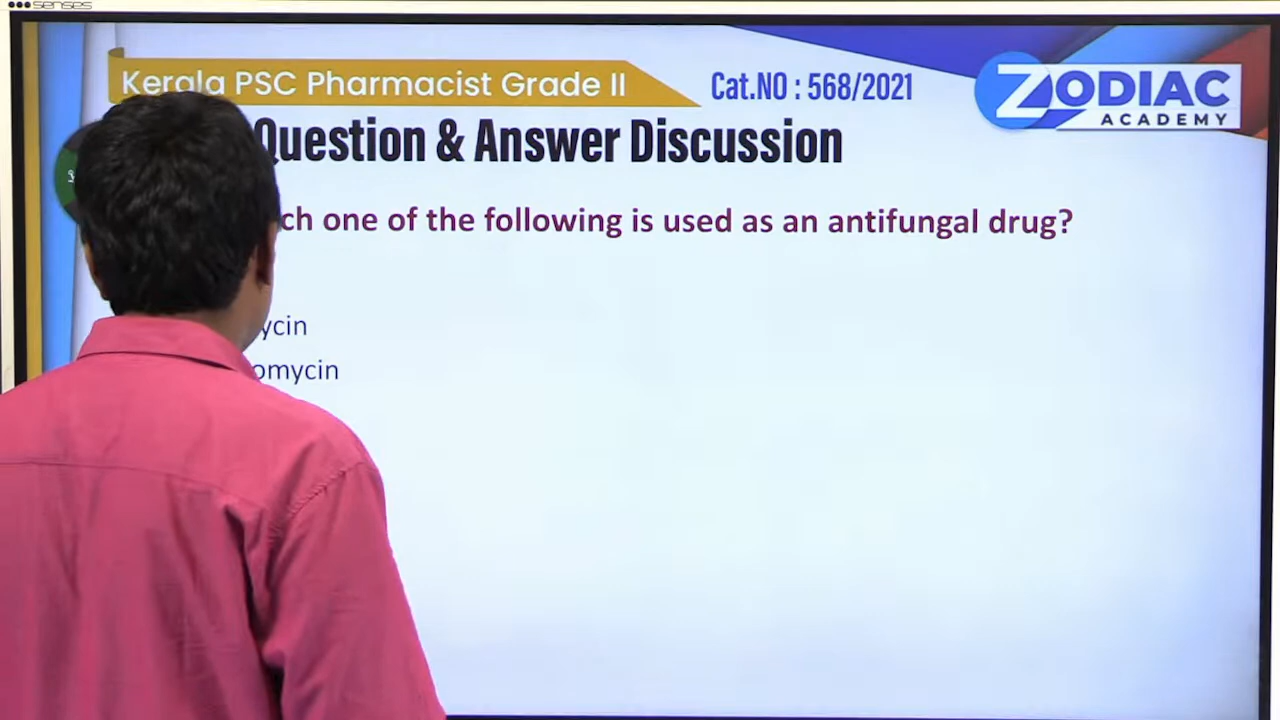 senses
Kerala PSC Pharmacist Grade II
Cat.NO : 568/2021
ZODIAC
ACADEMY
Question & Answer Discussion
ch one of the following is used as an antifungal drug?
ycin
omycin